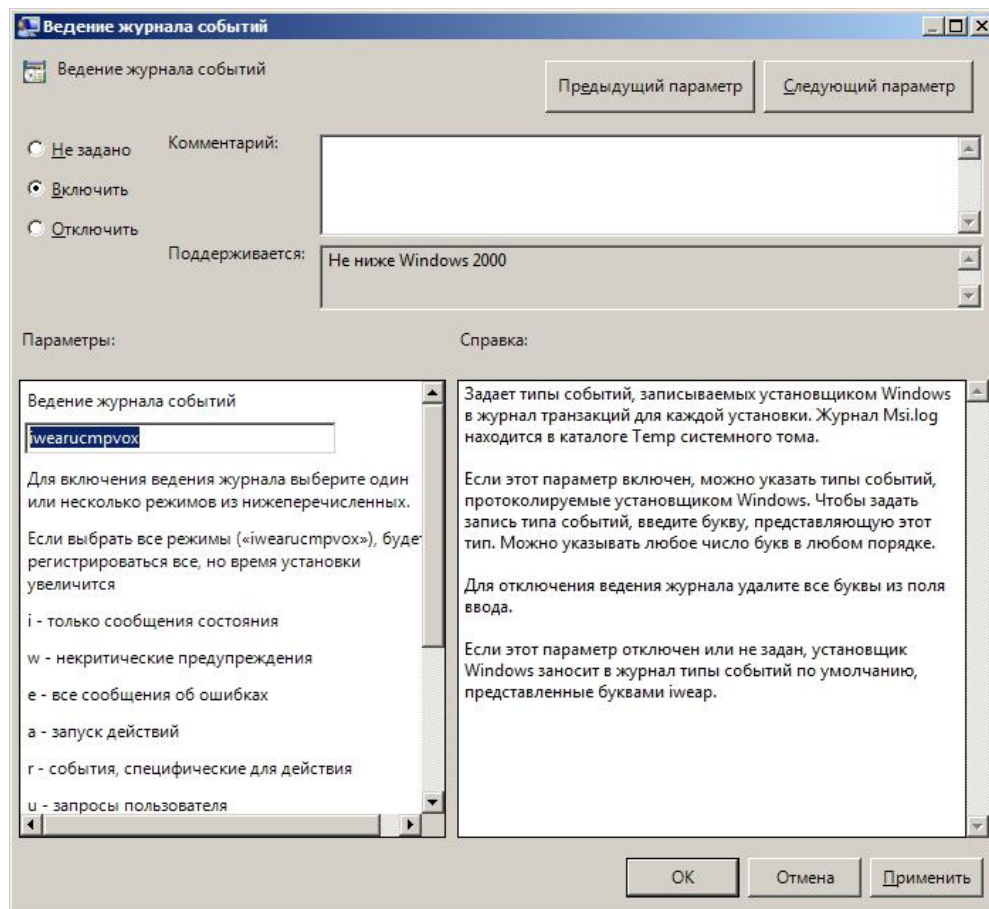 Ведение журнала событий
Ведение журнала событий
Предыдущий параметр
Следующий параметр
Не задано
Комментарий:
Включить
Отключить
Поддерживается:
Не ниже Windows 2000
Параметры:
Справка:
Ведение журнала событий
iwearucmpvox
Для включения ведения журнала выберите один
или несколько режимов из нижеперечисленных.
Если выбрать все режимы («iwearucmpvox»), будет
регистрироваться все, но время установки
увеличится
i - только сообщения состояния
w - некритические предупреждения
e - все сообщения об ошибках
a - запуск действий
r - события, специфические для действия
u - запросы пользователя
Задает типы событий, записываемых установщиком Windows
в журнал транзакций для каждой установки. Журнал Msi.log
находится в каталоге Temp системного тома.
Если этот параметр включен, можно указать типы событий,
протоколируемые установщиком Windows. Чтобы задать
запись типа событий, введите букву, представляющую этот
тип. Можно указывать любое число букв в любом порядке.
Для отключения ведения журнала удалите все буквы из поля
ввода.
Если этот параметр отключен или не задан, установщик
Windows заносит в журнал типы событий по умолчанию,
представленные буквами iweap.
OK
Отмена
Применить